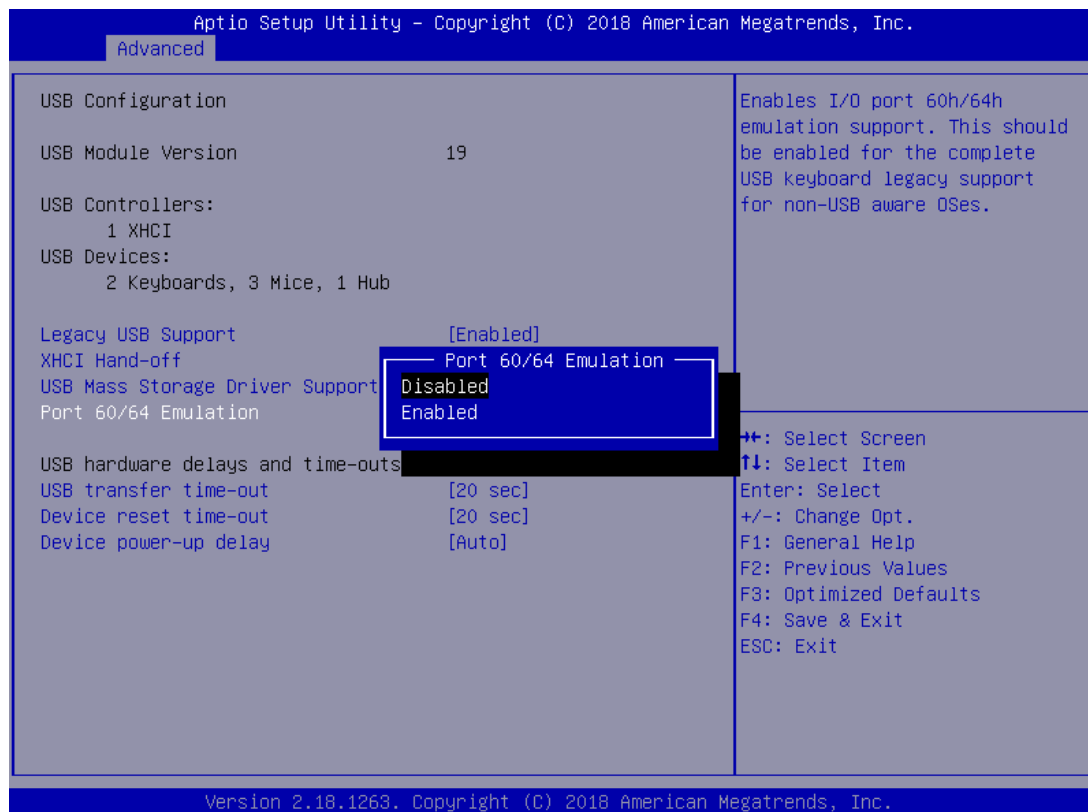 Aptio Setup Utility – Copyright (C) 2018 American Megatrends, Inc.
Advanced
USB Configuration
USB Module Version 19
USB Controllers:
1 XHCI
USB Devices:
2 Keyboards, 3 Mice, 1 Hub
Legacy USB Support [Enabled]
XHCI Hand-off
USB Mass Storage Driver Support
Port 60/64 Emulation
Port 60/64 Emulation
Disabled
Enabled
USB hardware delays and time-outs
USB transfer time-out [20 sec]
Device reset time-out [20 sec]
Device power-up delay [Auto]
Enables I/O port 60h/64h
emulation support. This should
be enabled for the complete
USB keyboard legacy support
for non-USB aware OSes.
→←: Select Screen
↑↓: Select Item
Enter: Select
+/-: Change Opt.
F1: General Help
F2: Previous Values
F3: Optimized Defaults
F4: Save & Exit
ESC: Exit
Version 2.18.1263. Copyright (C) 2018 American Megatrends, Inc.